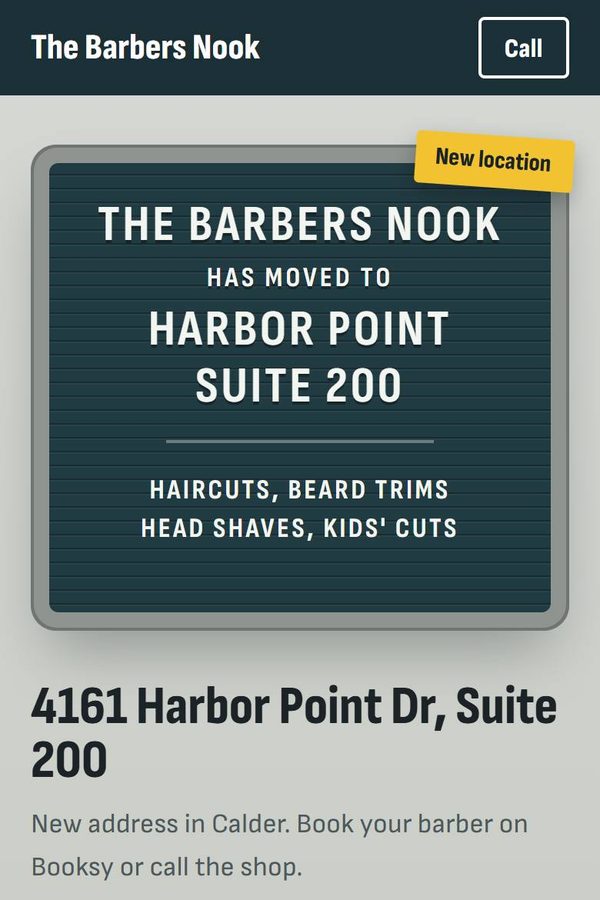 The Barbers Nook
Call
New location
THE BARBERS NOOK
HAS MOVED TO
HARBOR POINT
SUITE 200
HAIRCUTS, BEARD TRIMS
HEAD SHAVES, KIDS' CUTS
4161 Harbor Point Dr, Suite
200
New address in Calder. Book your barber on
Booksy or call the shop.